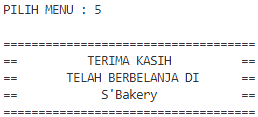 PILIH MENU : 5
====================================
==          TERIMA KASIH          ==
==       TELAH BERBELANJA DI      ==
==            S'Bakery            ==
====================================